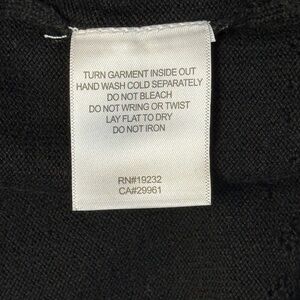 TURN GARMENT INSIDE OUT
HAND WASH COLD SEPARATELY
DO NOT BLEACH
DO NOT WRING OR TWIST
LAY FLAT TO DRY
DO NOT IRON
RN#19232
CA#29961